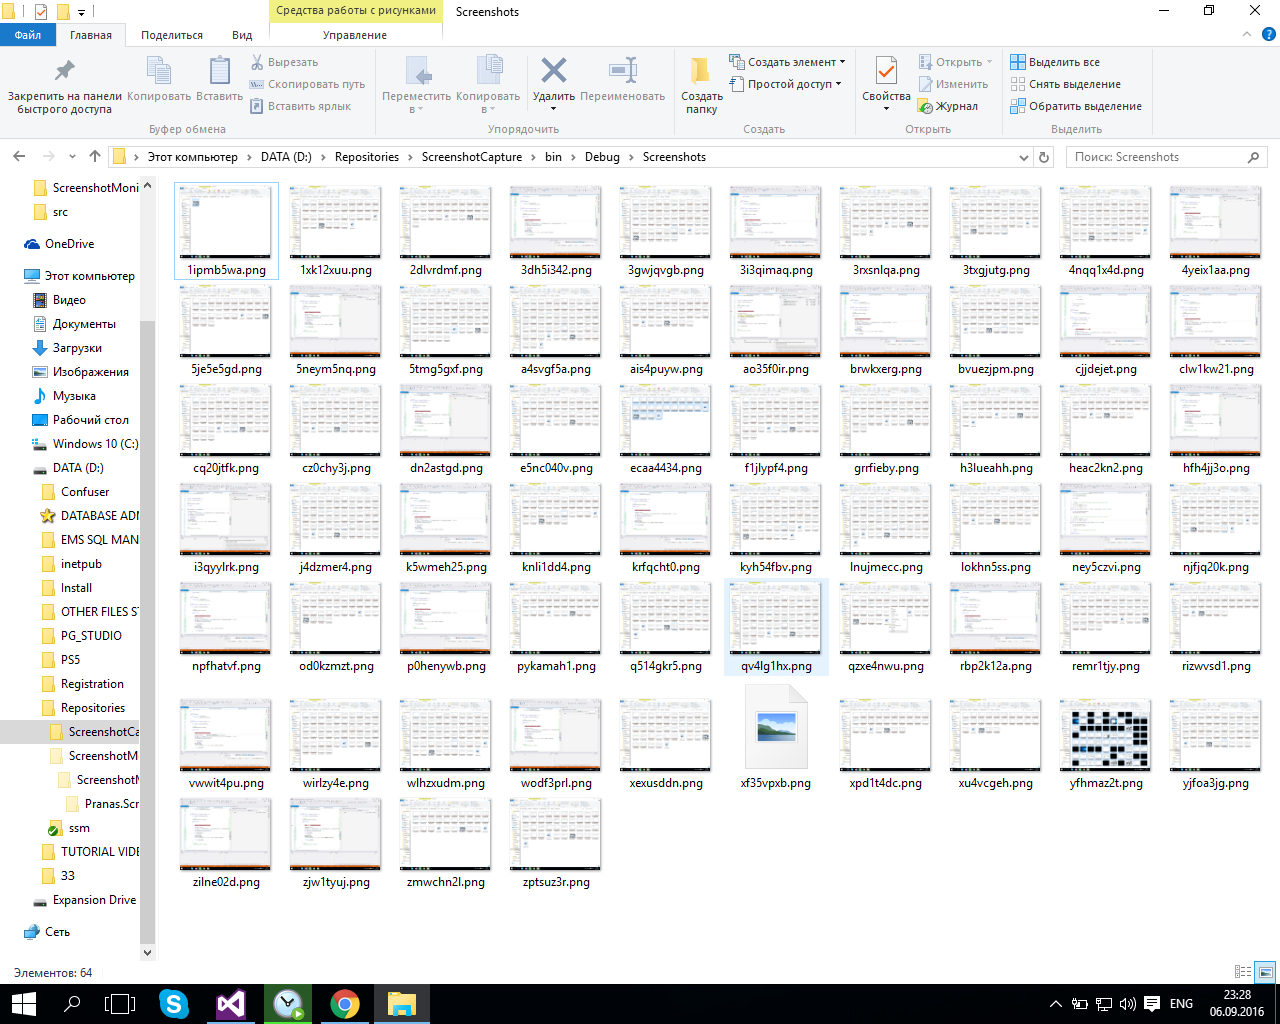 Средства работы с рисунками
Screenshots
Файл
Главная
Поделиться
Вид
Управление
Закрепить на панели быстрого доступа
Копировать
Вставить
Вырезать
Скопировать путь
Вставить ярлык
Буфер обмена
Переместить в
Копировать в
Удалить
Переименовать
Упорядочить
Создать папку
Создать элемент
Простой доступ
Создать
Свойства
Открыть
Изменить
Журнал
Открыть
Выделить все
Снять выделение
Обратить выделение
Выделить
Этот компьютер
DATA (D:)
Repositories
ScreenshotCapture
bin
Debug
Screenshots
Поиск: Screenshots
ScreenshotMoni
src
OneDrive
Этот компьютер
Видео
Документы
Загрузки
Изображения
Музыка
Рабочий стол
Windows 10 (C:)
DATA (D:)
Confuser
DATABASE ADM
EMS SQL MAN
inetpub
Install
OTHER FILES ST
PG_STUDIO
PS5
Registration
Repositories
ScreenshotCa
ScreenshotM
ScreenshotM
Pranas.Scr
ssm
TUTORIAL VIDE
33
Expansion Drive
Сеть
1ipmb5wa.png 1xk12xuu.png 2dlvrdmf.png 3dh5i342.png 3gwjqvgb.png 3i3qimaq.png 3rxsnlqa.png 3txgjutg.png 4nqq1x4d.png 4yeix1aa.png
5je5e5gd.png 5neym5nq.png 5tmg5gxf.png a4svgf5a.png ais4puyw.png ao35f0ir.png brwkxerg.png bvuezjpm.png cjjdejet.png clw1kw21.png
cq20jtfk.png cz0chy3j.png dn2astgd.png e5nc040v.png ecaa4434.png f1jlypf4.png grrfieby.png h3lueahh.png heac2kn2.png hfh4jj3o.png
i3qyylrk.png j4dzmer4.png k5wmeh25.png knli1dd4.png krfqcht0.png kyh54fbv.png lnujmecc.png lokhn5ss.png ney5czvi.png njfjq20k.png
npfhatvf.png od0kzmzt.png p0henywb.png pykamah1.png q514gkr5.png qv4lg1hx.png qzxe4nwu.png rbp2k12a.png remr1tjy.png rizwvsd1.png
vwwit4pu.png wirlzy4e.png wlhzxudm.png wodf3prl.png xexusddn.png xf35vpxb.png xpd1t4dc.png xu4vcgeh.png yfhmaz2t.png yjfoa3jg.png
zilne02d.png zjw1tyuj.png zmwchn2l.png zptsuz3r.png
Элементов: 64
ENG
23:28
06.09.2016